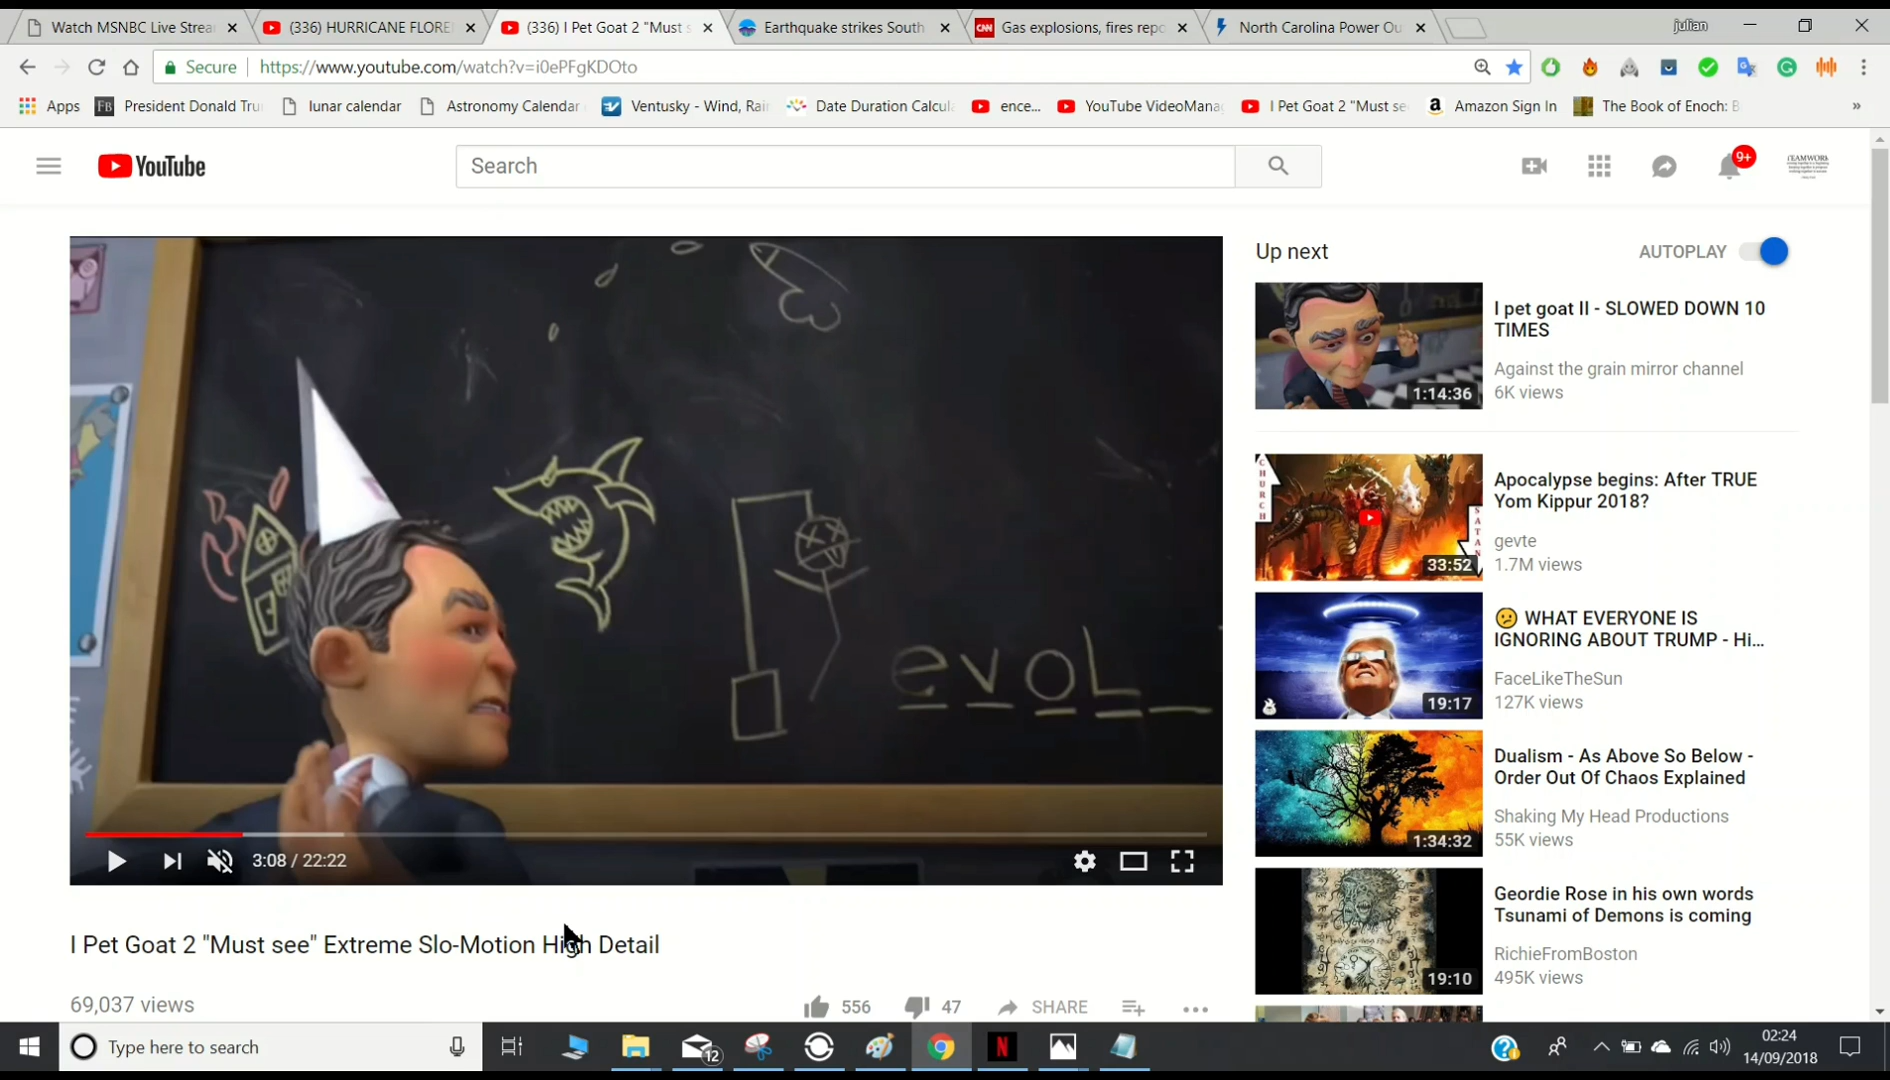 Watch MSNBC Live Strea
(336) HURRICANE FLORE
(336) I Pet Goat 2 "Must s
Earthquake strikes South
CNN
Gas explosions, fires repo
North Carolina Power Ou
julian
Secure
https://www.youtube.com/watch?v=i0ePFgKDOto
Apps
FB
President Donald Tru
lunar calendar
Astronomy Calendar
Ventusky - Wind, Rai
Date Duration Calcula
ence...
YouTube VideoMana
I Pet Goat 2 "Must se
Amazon Sign In
The Book of Enoch: B
YouTube
Search
9+
TEAMWORK
evoL_
3:08 / 22:22
Up next
AUTOPLAY
1:14:36
I pet goat II - SLOWED DOWN 10
TIMES
Against the grain mirror channel
6K views
CHURCH
SATAN
33:52
Apocalypse begins: After TRUE
Yom Kippur 2018?
gevte
1.7M views
19:17
WHAT EVERYONE IS
IGNORING ABOUT TRUMP - Hi...
FaceLikeTheSun
127K views
1:34:32
Dualism - As Above So Below -
Order Out Of Chaos Explained
Shaking My Head Productions
55K views
19:10
Geordie Rose in his own words
Tsunami of Demons is coming
RichieFromBoston
495K views
I Pet Goat 2 "Must see" Extreme Slo-Motion High Detail
69,037 views
556
47
SHARE
Type here to search
12
N
02:24
14/09/2018